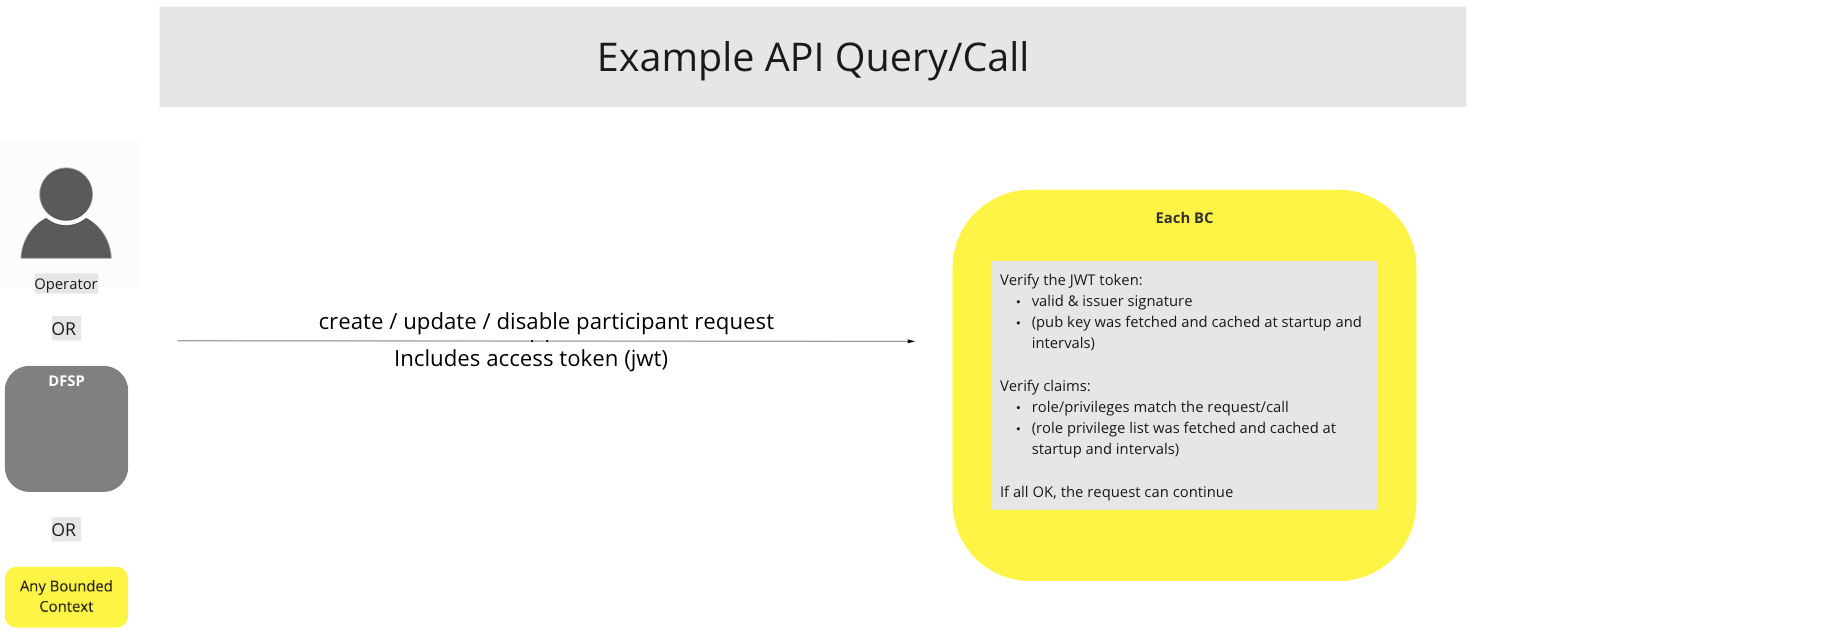 Example API Query/Call
Operator
OR
DFSP
OR
Any Bounded
Context
create / update / disable participant request
Includes access token (jwt)
Each BC
Verify the JWT token:
• valid & issuer signature
• (pub key was fetched and cached at startup and
intervals)
Verify claims:
• role/privileges match the request/call
• (role privilege list was fetched and cached at
startup and intervals)
If all OK, the request can continue